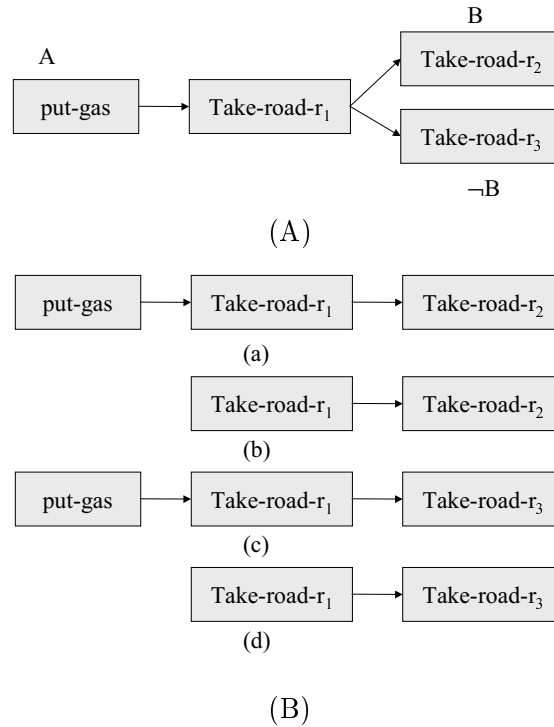 B
A
Take-road-r₂
put-gas
Take-road-r₁
Take-road-r₃
¬B
(A)
put-gas
Take-road-r₁
Take-road-r₂
(a)
Take-road-r₁
Take-road-r₂
(b)
put-gas
Take-road-r₁
Take-road-r₃
(c)
Take-road-r₁
Take-road-r₃
(d)
(B)